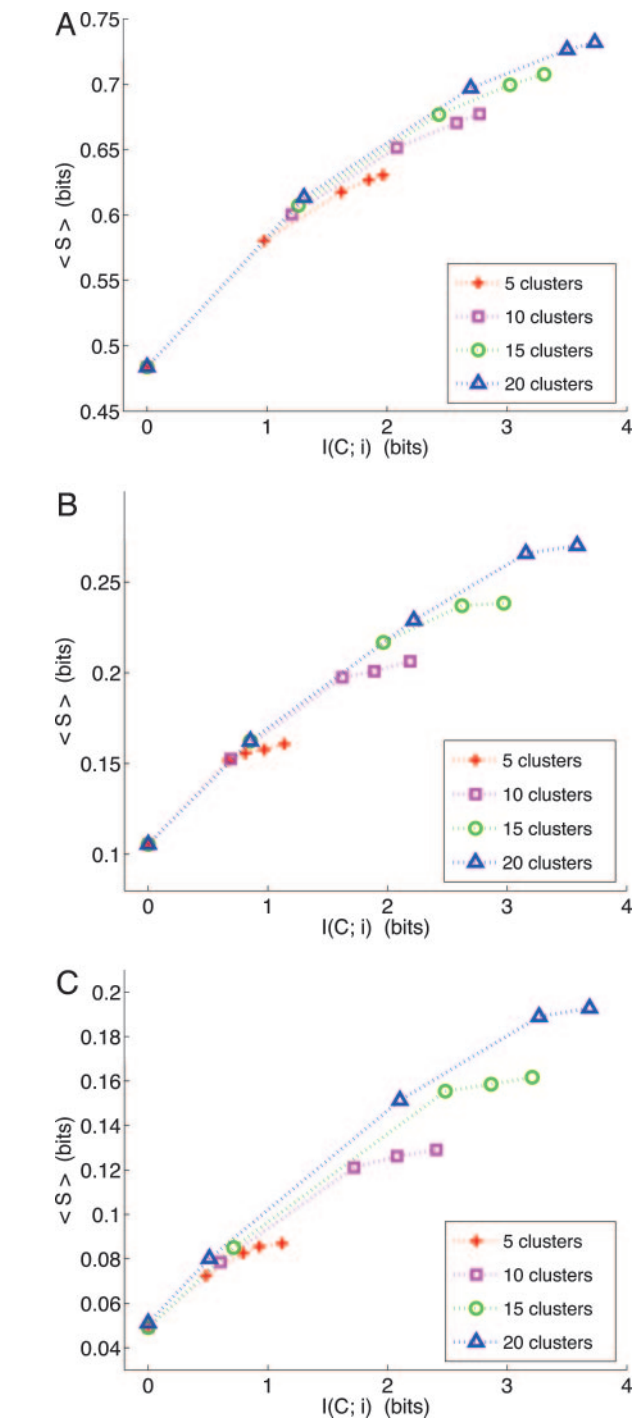 A
0.75
0.7
0.65
0.6
0.55
0.5
0.45
< S > (bits)
5 clusters
10 clusters
15 clusters
20 clusters
0 1 2 3 4
I(C; i) (bits)
B
0.25
0.2
0.15
0.1
< S > (bits)
5 clusters
10 clusters
15 clusters
20 clusters
0 1 2 3 4
I(C; i) (bits)
C
0.2
0.18
0.16
0.14
0.12
0.1
0.08
0.06
0.04
< S > (bits)
5 clusters
10 clusters
15 clusters
20 clusters
0 1 2 3 4
I(C; i) (bits)